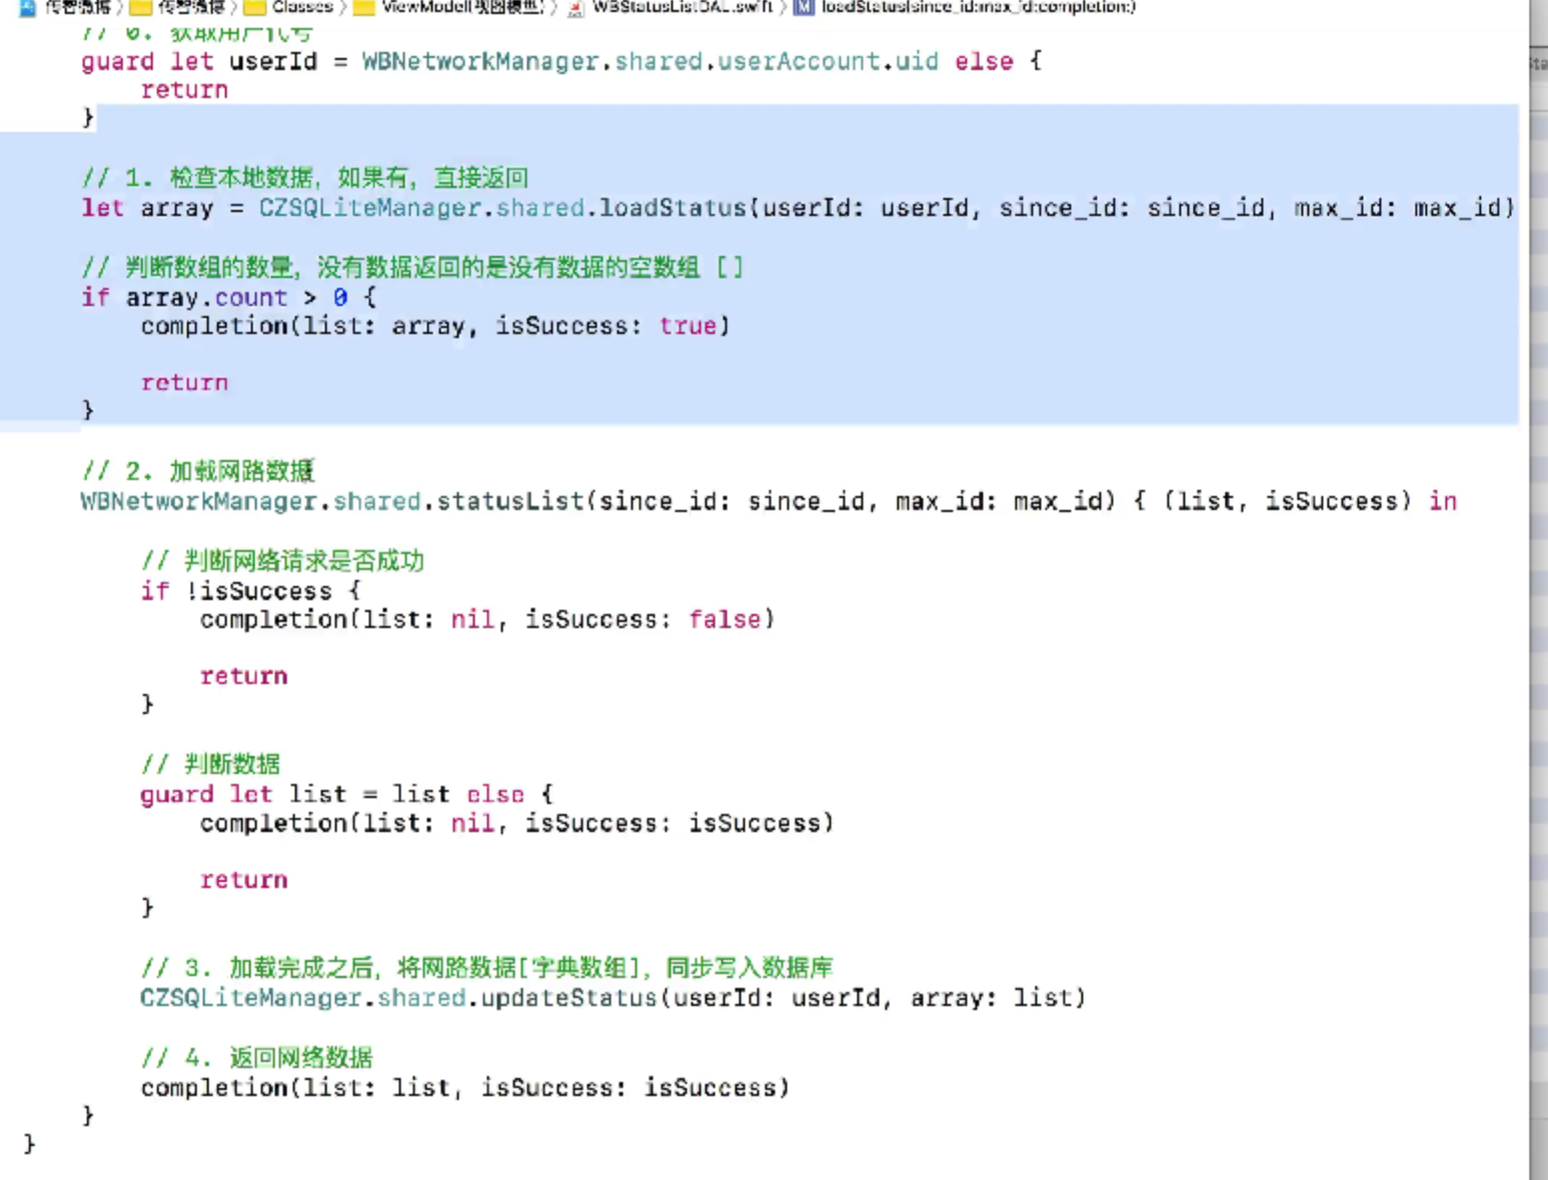 传智微博 〉 传智微博 〉 Classes 〉 ViewModel(视图模型) 〉 WBStatusListDAL.swift 〉 M loadStatus(since_id:max_id:completion:)
// 0. 获取用户代号
guard let userId = WBNetworkManager.shared.userAccount.uid else {
return
}
// 1. 检查本地数据，如果有，直接返回
let array = CZSQLiteManager.shared.loadStatus(userId: userId, since_id: since_id, max_id: max_id)
// 判断数组的数量，没有数据返回的是没有数据的空数组 []
if array.count > 0 {
completion(list: array, isSuccess: true)
return
}
// 2. 加载网路数据
WBNetworkManager.shared.statusList(since_id: since_id, max_id: max_id) { (list, isSuccess) in
// 判断网络请求是否成功
if !isSuccess {
completion(list: nil, isSuccess: false)
return
}
// 判断数据
guard let list = list else {
completion(list: nil, isSuccess: isSuccess)
return
}
// 3. 加载完成之后，将网路数据[字典数组]，同步写入数据库
CZSQLiteManager.shared.updateStatus(userId: userId, array: list)
// 4. 返回网络数据
completion(list: list, isSuccess: isSuccess)
}
}